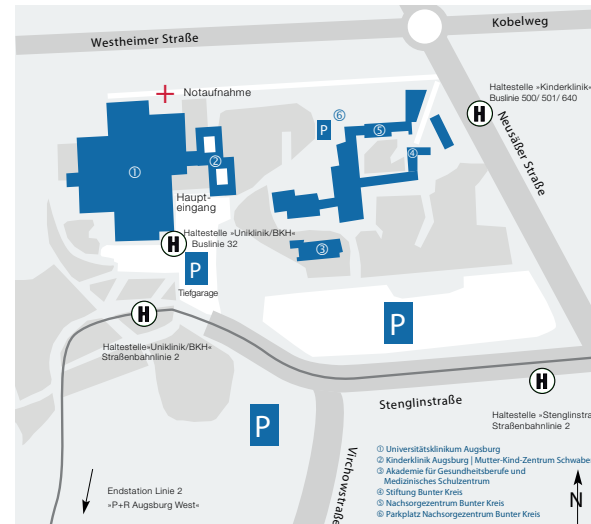 Kobelweg
Westheimer Straße
Notaufnahme
Haltestelle »Kinderklinik«
Buslinie 500/ 501/ 640
H
Neusäßer Straße
⑥
P
⑤
④
①
②
Haupt-
eingang
Haltestelle »Uniklinik/BKH«
Buslinie 32
H
③
P
Tiefgarage
H
P
Haltestelle»Uniklinik/BKH«
Straßenbahnlinie 2
H
Stenglinstraße
Haltestelle »Stenglinstra
Straßenbahnlinie 2
P
Virchowstraße
① Universitätsklinikum Augsburg
② Kinderklinik Augsburg | Mutter-Kind-Zentrum Schwaben
③ Akademie für Gesundheitsberufe und
Medizinisches Schulzentrum
④ Stiftung Bunter Kreis
⑤ Nachsorgezentrum Bunter Kreis
⑥ Parkplatz Nachsorgezentrum Bunter Kreis
N
Endstation Linie 2
»P+R Augsburg West«